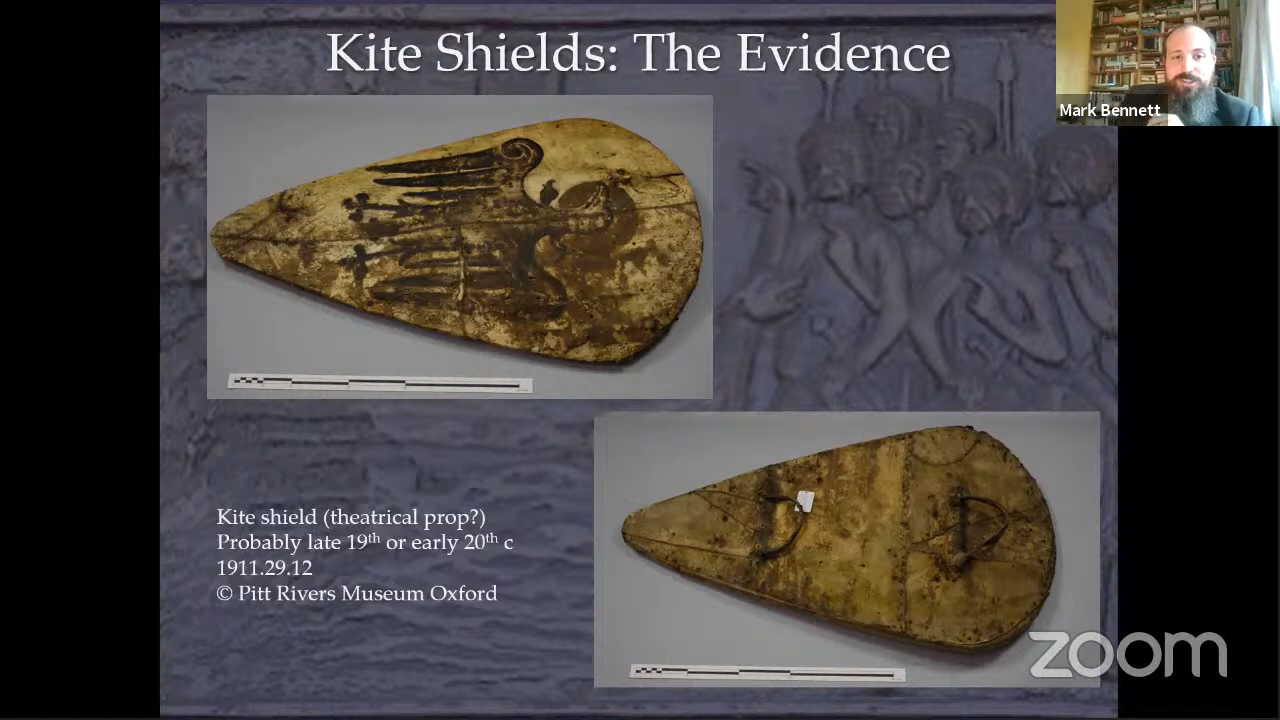 Kite Shields: The Evidence
Mark Bennett
Kite shield (theatrical prop?)
Probably late 19th or early 20th c
1911.29.12
© Pitt Rivers Museum Oxford
zoom